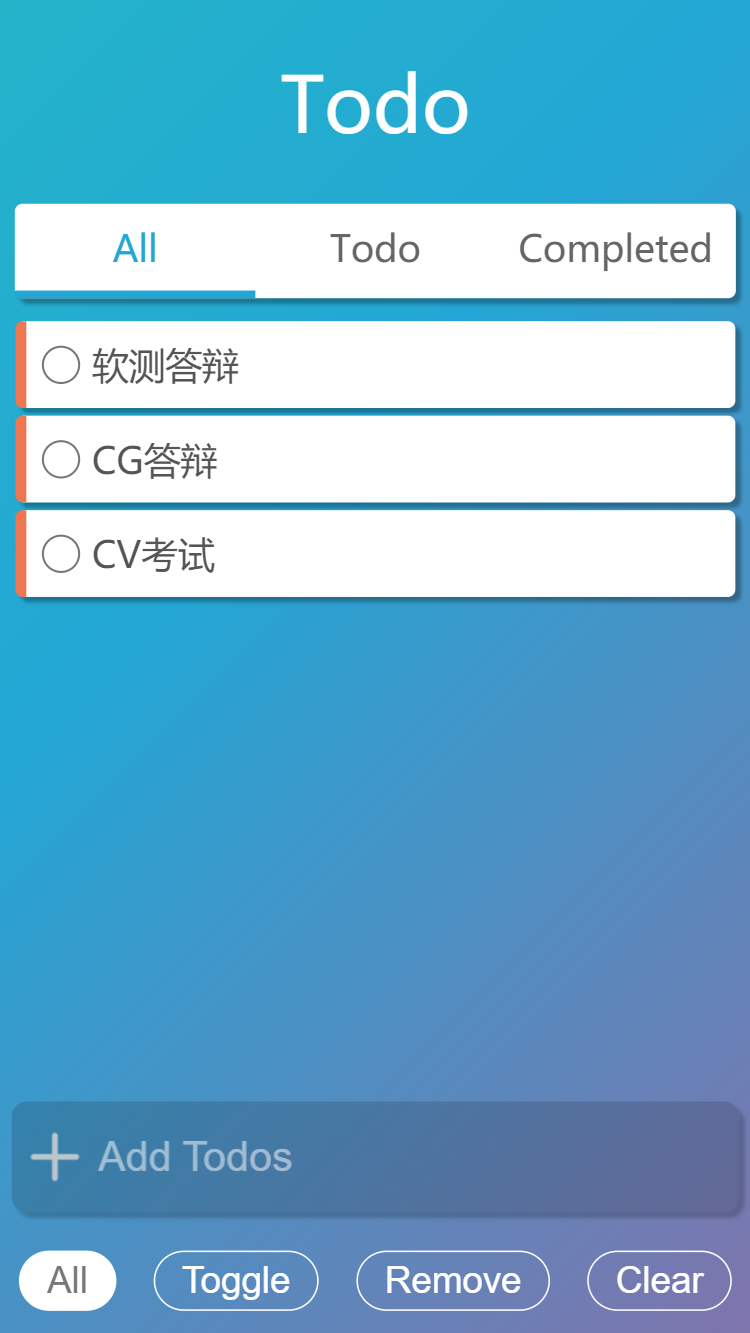 Todo
All Todo Completed
软测答辩
CG答辩
CV考试
Add Todos
All Toggle Remove Clear